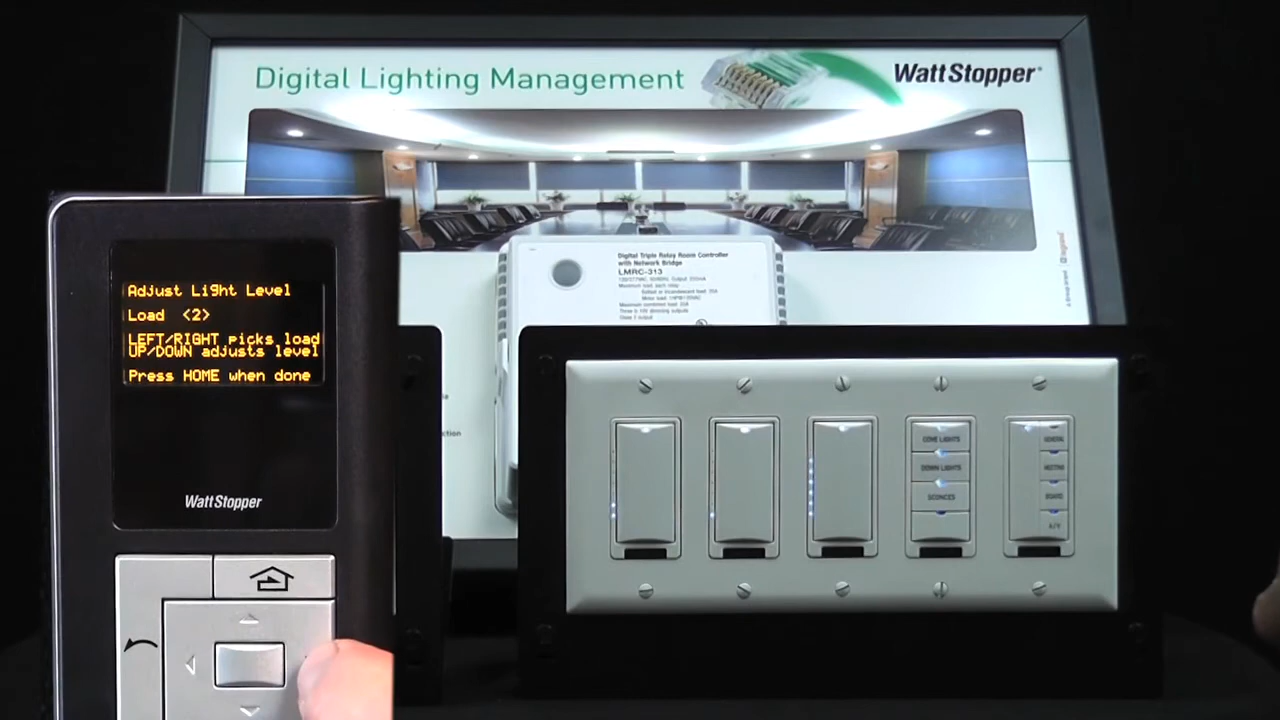 Digital Lighting Management
WattStopper®
Digital Triple Relay Room Controller
with Network Bridge
LMRC-313
Adjust Light Level
Load <2>
LEFT/RIGHT picks load
UP/DOWN adjusts level
Press HOME when done
WattStopper
ction
COVE LIGHTS
DOWN LIGHTS
SCONCES
GENERAL
MEETING
BOARD
A/V